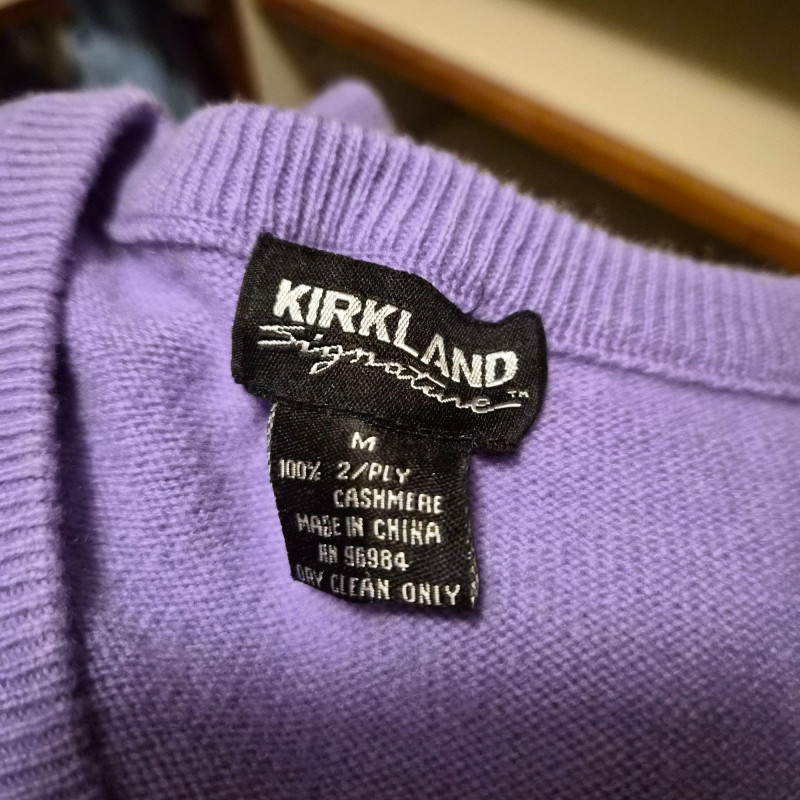 KIRKLAND
Signature™
M
100% 2/PLY
CASHMERE
MADE IN CHINA
RN 96984
DRY CLEAN ONLY